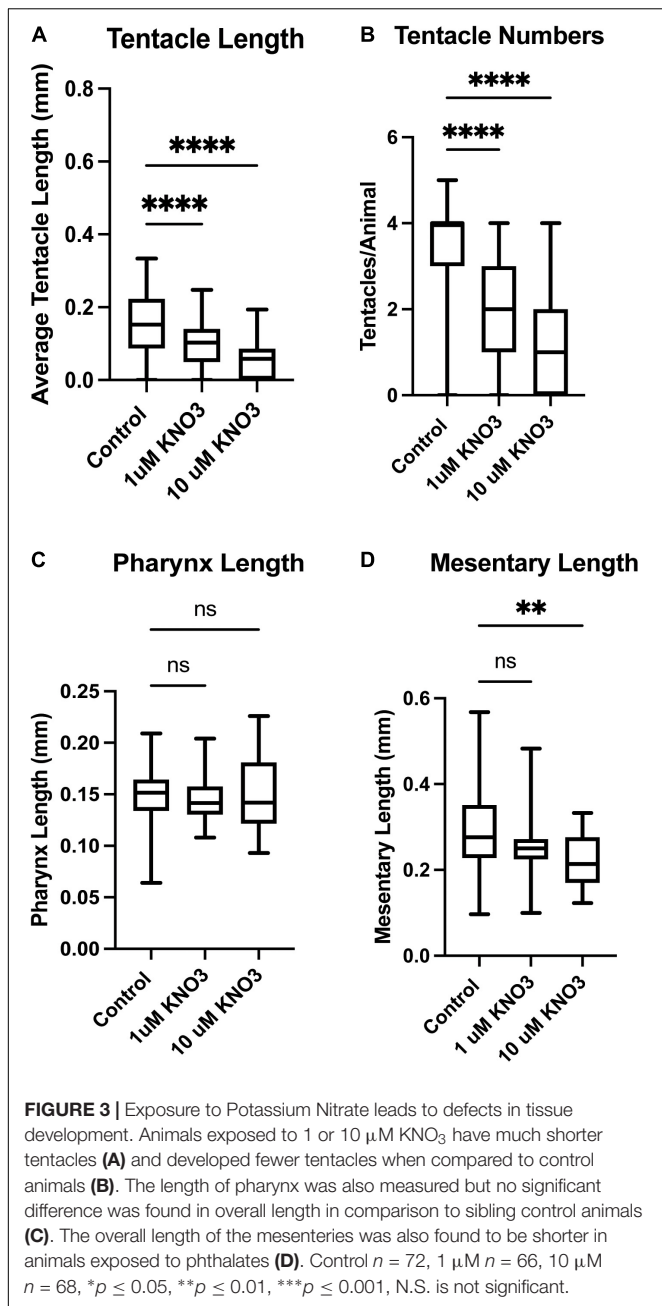 A Tentacle Length
Average Tentacle Length (mm)
0.8
0.6
0.4
0.2
0.0
****
****
Control
1uM KNO3
10 uM KNO3
B Tentacle Numbers
Tentacles/Animal
6
4
2
0
****
****
Control
1uM KNO3
10 uM KNO3
C Pharynx Length
Pharynx Length (mm)
0.25
0.20
0.15
0.10
0.05
0.00
ns
ns
Control
1uM KNO3
10 uM KNO3
D Mesentary Length
Mesentary Length (mm)
0.6
0.4
0.2
0.0
**
ns
Control
1 uM KNO3
10 uM KNO3
FIGURE 3 | Exposure to Potassium Nitrate leads to defects in tissue
development. Animals exposed to 1 or 10 μM KNO₃ have much shorter
tentacles (A) and developed fewer tentacles when compared to control
animals (B). The length of pharynx was also measured but no significant
difference was found in overall length in comparison to sibling control animals
(C). The overall length of the mesenteries was also found to be shorter in
animals exposed to phthalates (D). Control n = 72, 1 μM n = 66, 10 μM
n = 68, *p ≤ 0.05, **p ≤ 0.01, ***p ≤ 0.001, N.S. is not significant.